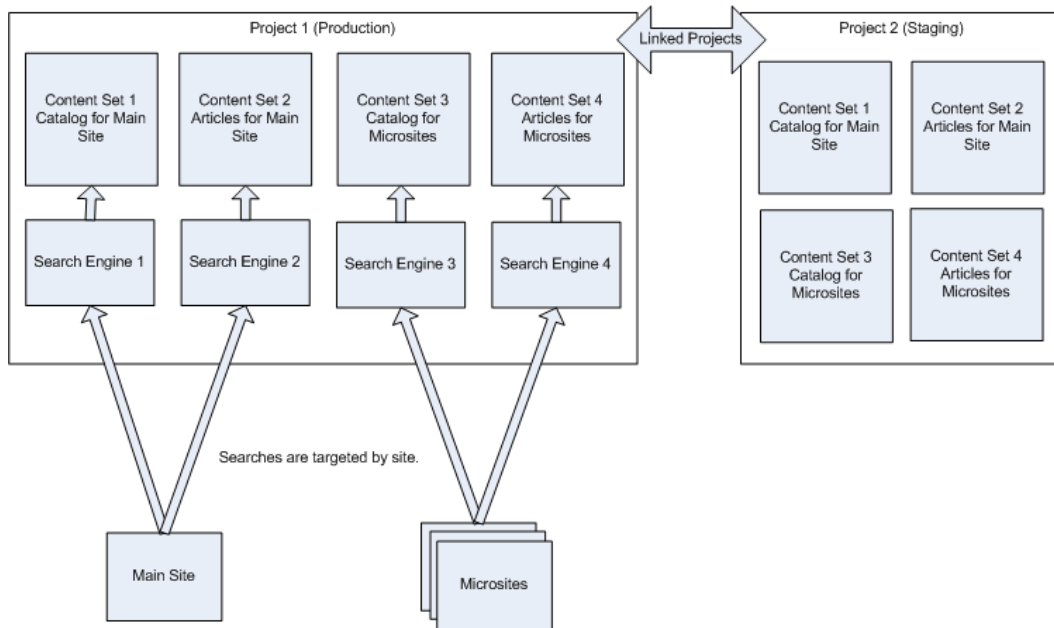 Project 1 (Production)
Linked Projects
Project 2 (Staging)
Content Set 1
Catalog for Main
Site
Content Set 2
Articles for Main
Site
Content Set 3
Catalog for
Microsites
Content Set 4
Articles for
Microsites
Search Engine 1
Search Engine 2
Search Engine 3
Search Engine 4
Content Set 1
Catalog for Main
Site
Content Set 2
Articles for Main
Site
Content Set 3
Catalog for
Microsites
Content Set 4
Articles for
Microsites
Searches are targeted by site.
Main Site
Microsites